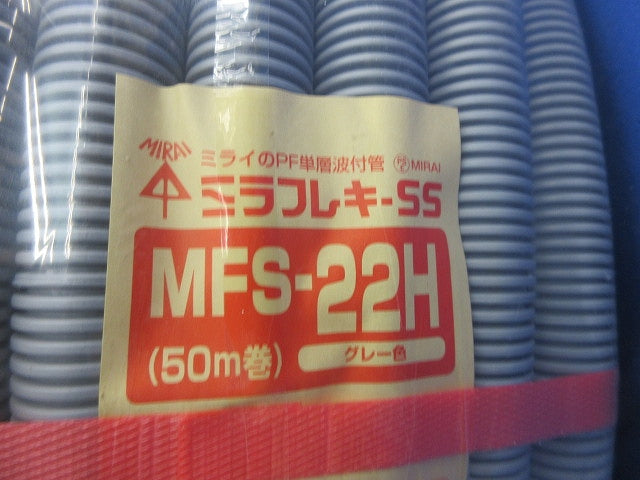 MIRAI
ミライのPF単層波付管 MIRAI
ミラフレキ-SS
MFS-22H
(50m巻) グレー色